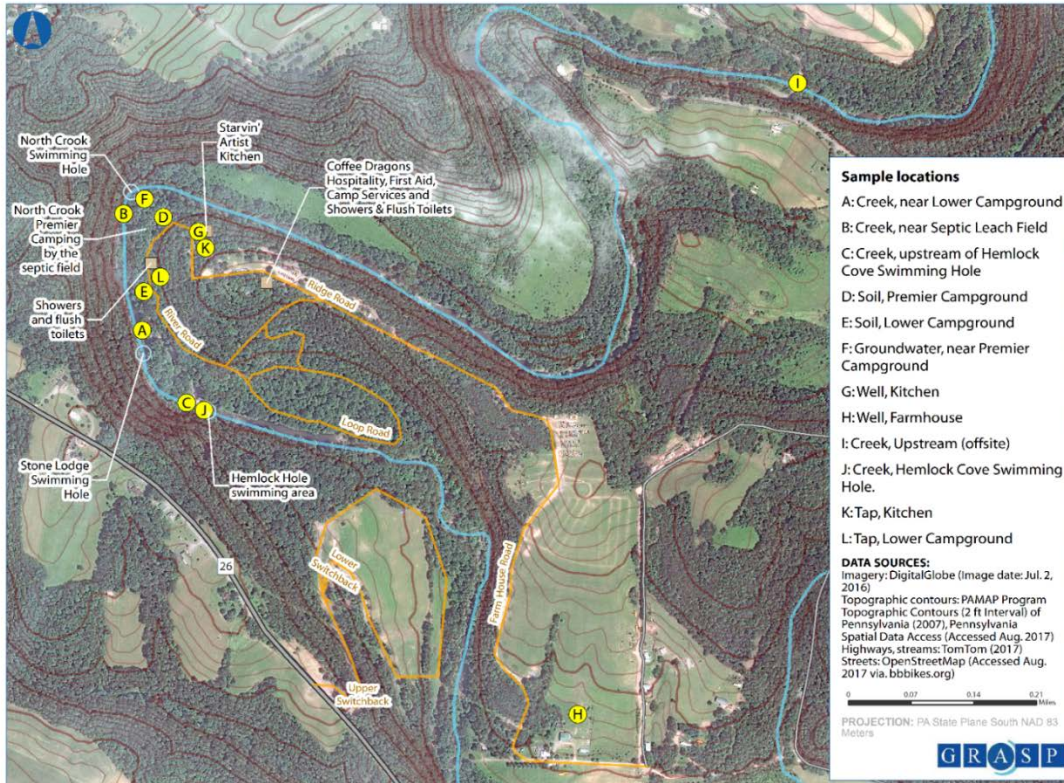 North Crook
Swimming
Hole
Starvin'
Artist
Kitchen
Coffee Dragons
Hospitality, First Aid,
Camp Services and
Showers & Flush Toilets
North Crook
Premier
Camping
by the
septic field
Showers
and flush
toilets
Stone Lodge
Swimming
Hole
Hemlock Hole
swimming area
Ridge Road
River Road
Loop Road
Lower
Switchback
Upper
Switchback
Farm House Road
26
A
B
C
D
E
F
G
H
I
J
K
L
Sample locations
A: Creek, near Lower Campground
B: Creek, near Septic Leach Field
C: Creek, upstream of Hemlock
Cove Swimming Hole
D: Soil, Premier Campground
E: Soil, Lower Campground
F: Groundwater, near Premier
Campground
G: Well, Kitchen
H: Well, Farmhouse
I: Creek, Upstream (offsite)
J: Creek, Hemlock Cove Swimming
Hole.
K: Tap, Kitchen
L: Tap, Lower Campground
DATA SOURCES:
Imagery: DigitalGlobe (Image date: Jul. 2,
2016)
Topographic contours: PAMAP Program
Topographic Contours (2 ft Interval) of
Pennsylvania (2007), Pennsylvania
Spatial Data Access (Accessed Aug. 2017)
Highways, streams: TomTom (2017)
Streets: OpenStreetMap (Accessed Aug.
2017 via. bbbikes.org)
0 0.07 0.14 0.21
Miles
PROJECTION: PA State Plane South NAD 83
Meters
GRASP